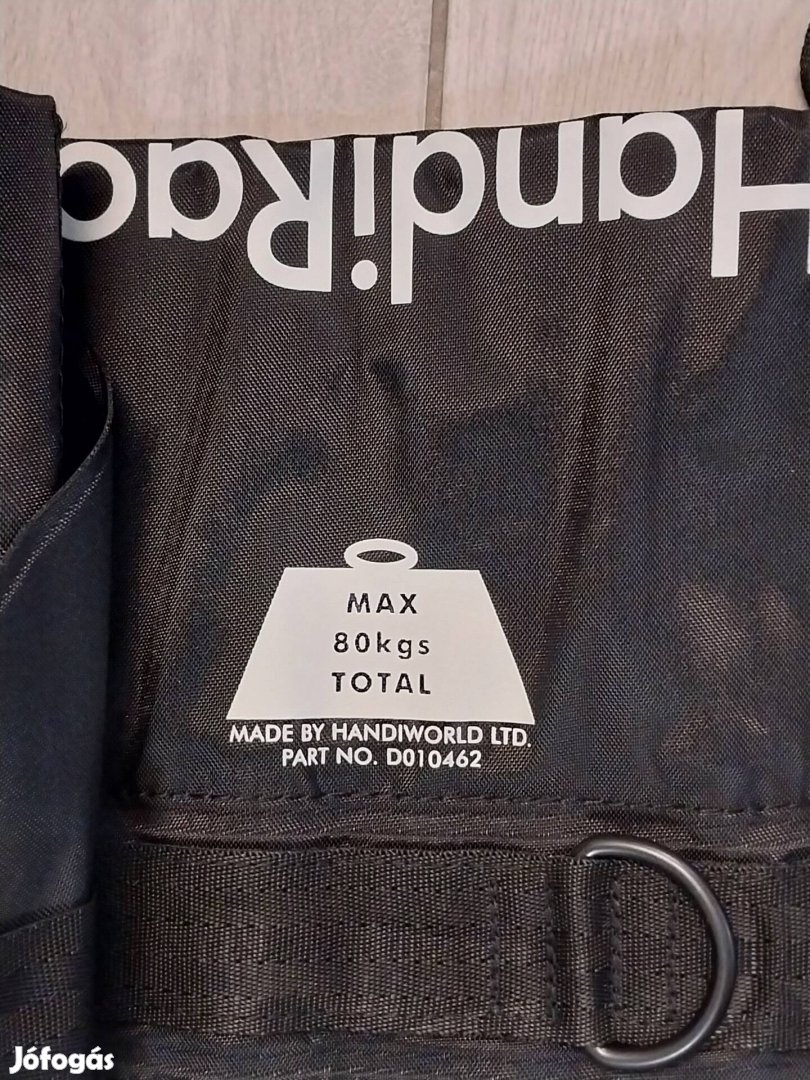 HandiRac
MAX
80kgs
TOTAL
MADE BY HANDIWORLD LTD.
PART NO. D010462
Jófogás